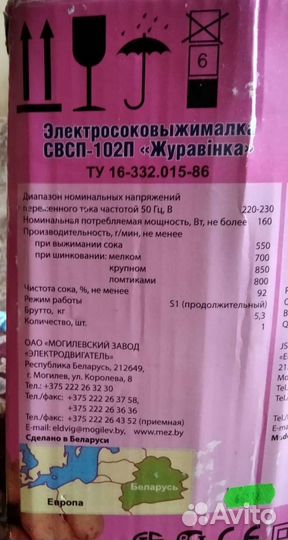 6
Электросоковыжималка
СВСП-102П «Журавiнка»
ТУ 16-332.015-86
Диапазон номинальных напряжений
переменного тока частотой 50 Гц, В 220-230
Номинальная потребляемая мощность, Вт, не более 160
Производительность, г/мин, не менее
при выжимании сока 550
при шинковании: мелком 700
крупном 850
ломтиками 800
Чистота сока, %, не менее 92
Режим работы S1 (продолжительный)
Брутто, кг 5,3
Количество, шт. 1
ОАО «МОГИЛЕВСКИЙ ЗАВОД
«ЭЛЕКТРОДВИГАТЕЛЬ»
Республика Беларусь, 212649,
г. Могилев, ул. Королева, 8
Тел.: +375 222 26 32 30
Тел./факс: +375 222 22 26 37 58,
+375 222 26 36 36
Тел./факс: +375 222 26 43 52 (приемная)
E-mail: eldvig@mogilev.by, www.mez.by
Сделано в Беларуси
Беларусь
Европа
Avito